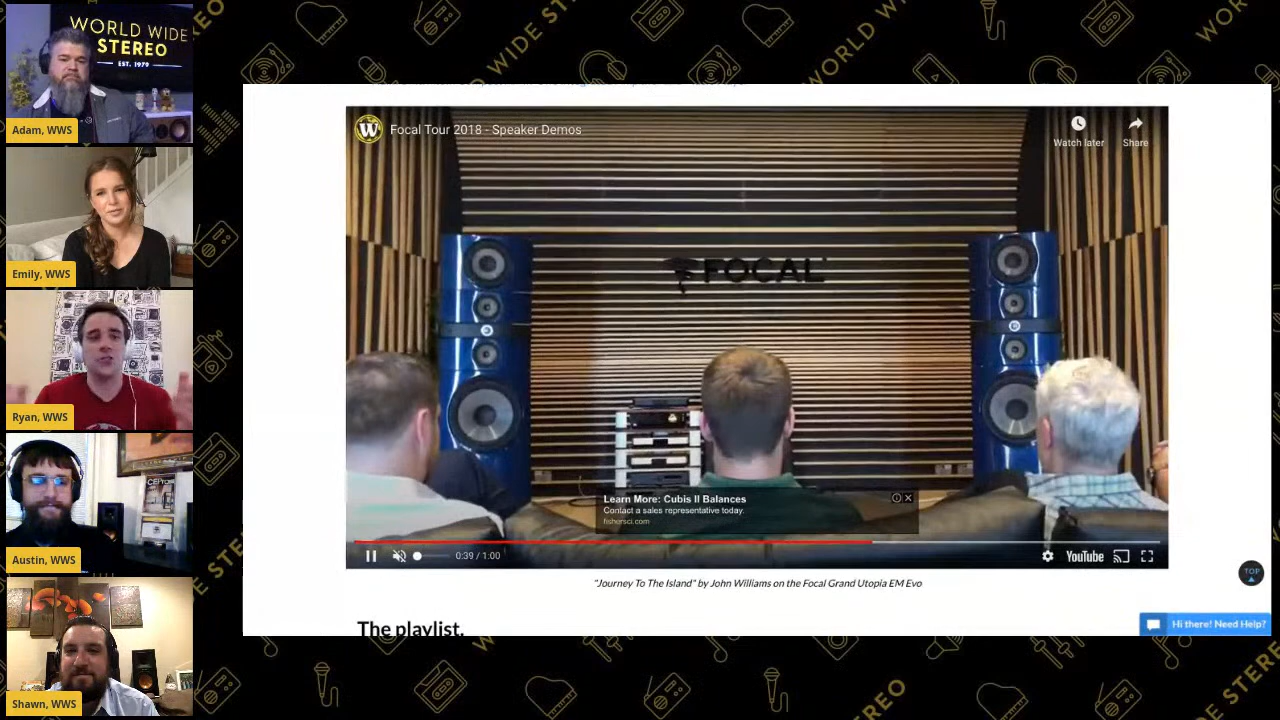 WORLD WIDE
STEREO
EST. 1979
Adam, WWS
Emily, WWS
Ryan, WWS
Austin, WWS
Shawn, WWS
W
Focal Tour 2018 - Speaker Demos
Watch later
Share
FOCAL
Learn More: Cubis II Balances
Contact a sales representative today.
fishersci.com
0:39 / 1:00
YouTube
"Journey To The Island" by John Williams on the Focal Grand Utopia EM Evo
The playlist.
TOP
Hi there! Need Help?
WORLD WIDE STEREO